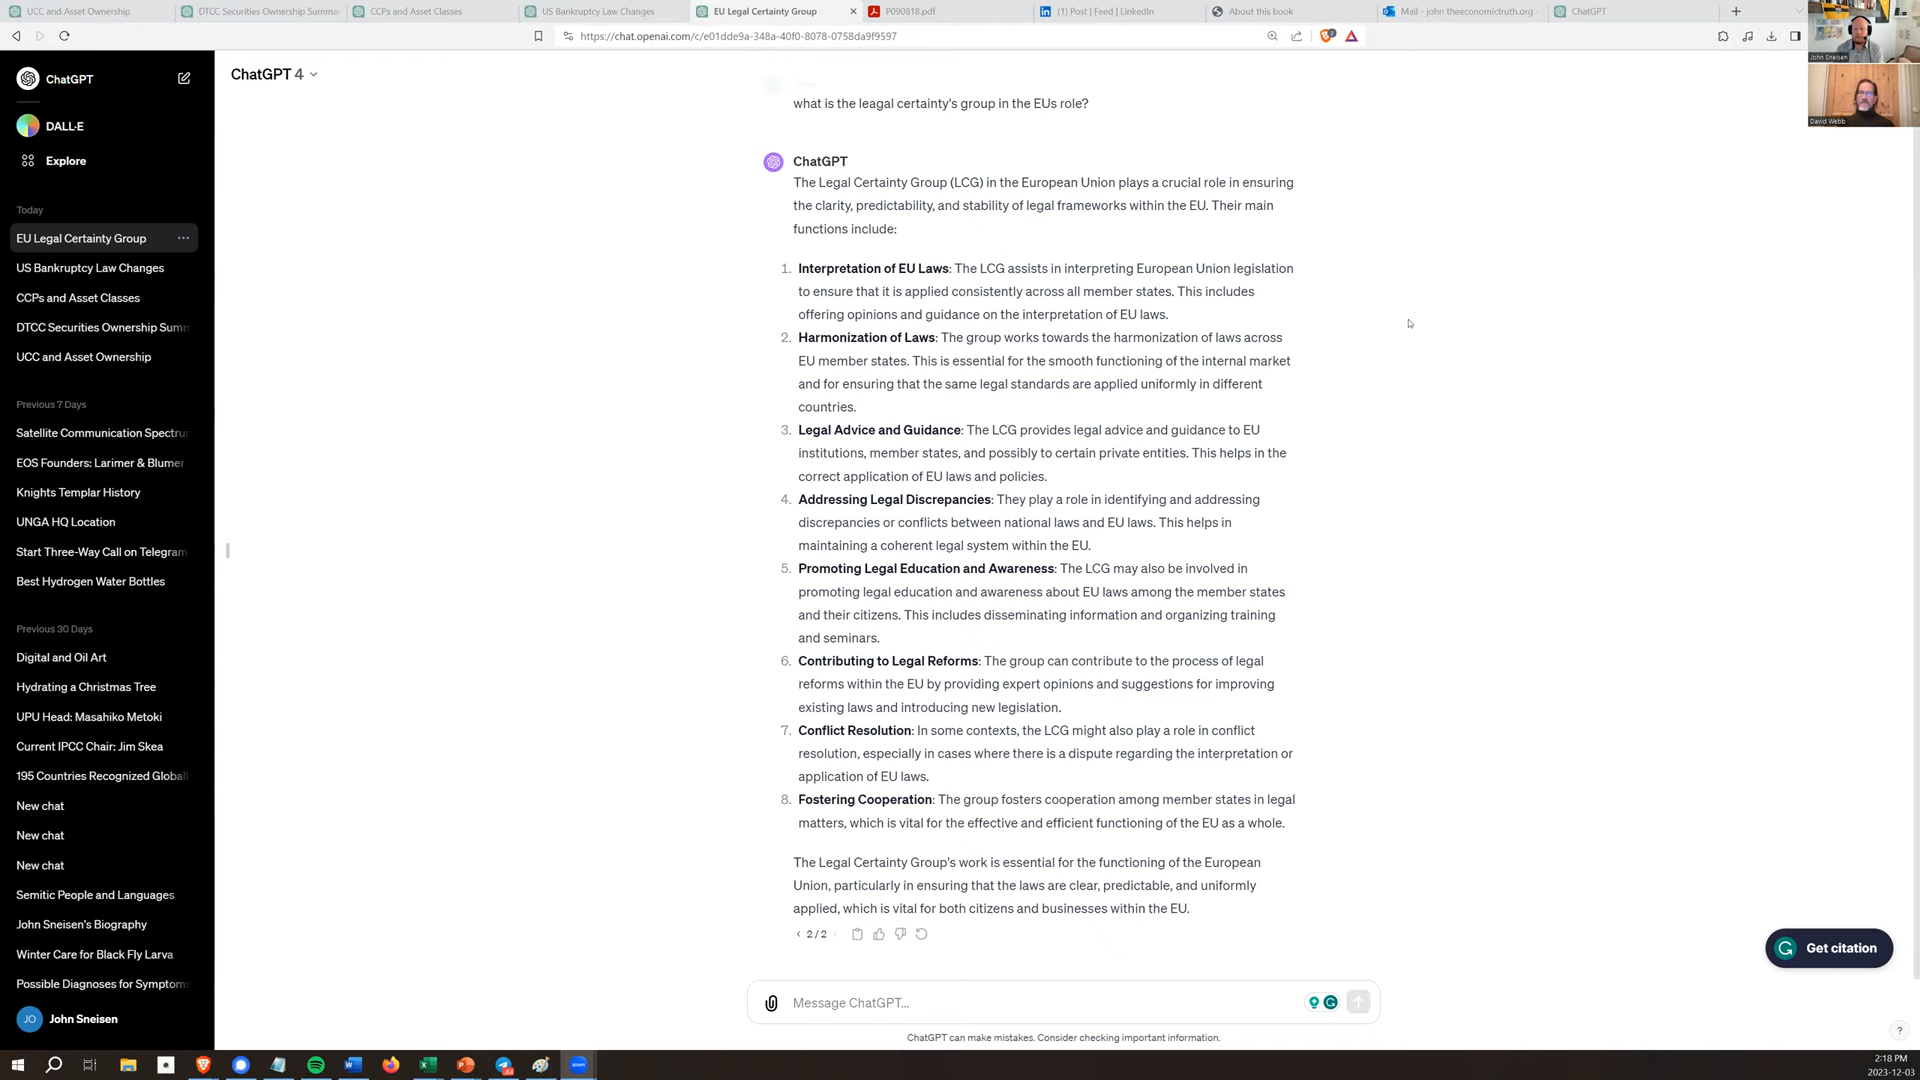 UCC and Asset Ownership
DTCC Securities Ownership Summar
CCPs and Asset Classes
US Bankruptcy Law Changes
EU Legal Certainty Group
P090818.pdf
(1) Post | Feed | LinkedIn
About this book
Mail - john theeconomictruth.org -
ChatGPT
https://chat.openai.com/c/e01dde9a-348a-40f0-8078-0758da9f9597
John Sneisen
David Webb
ChatGPT
DALL·E
Explore
Today
EU Legal Certainty Group
US Bankruptcy Law Changes
CCPs and Asset Classes
DTCC Securities Ownership Summ
UCC and Asset Ownership
Previous 7 Days
Satellite Communication Spectru
EOS Founders: Larimer & Blumer
Knights Templar History
UNGA HQ Location
Start Three-Way Call on Telegram
Best Hydrogen Water Bottles
Previous 30 Days
Digital and Oil Art
Hydrating a Christmas Tree
UPU Head: Masahiko Metoki
Current IPCC Chair: Jim Skea
195 Countries Recognized Global
New chat
New chat
New chat
Semitic People and Languages
John Sneisen's Biography
Winter Care for Black Fly Larva
Possible Diagnoses for Symptoms
JO John Sneisen
ChatGPT 4
what is the leagal certainty's group in the EUs role?
ChatGPT
The Legal Certainty Group (LCG) in the European Union plays a crucial role in ensuring
the clarity, predictability, and stability of legal frameworks within the EU. Their main
functions include:
1. Interpretation of EU Laws: The LCG assists in interpreting European Union legislation
to ensure that it is applied consistently across all member states. This includes
offering opinions and guidance on the interpretation of EU laws.
2. Harmonization of Laws: The group works towards the harmonization of laws across
EU member states. This is essential for the smooth functioning of the internal market
and for ensuring that the same legal standards are applied uniformly in different
countries.
3. Legal Advice and Guidance: The LCG provides legal advice and guidance to EU
institutions, member states, and possibly to certain private entities. This helps in the
correct application of EU laws and policies.
4. Addressing Legal Discrepancies: They play a role in identifying and addressing
discrepancies or conflicts between national laws and EU laws. This helps in
maintaining a coherent legal system within the EU.
5. Promoting Legal Education and Awareness: The LCG may also be involved in
promoting legal education and awareness about EU laws among the member states
and their citizens. This includes disseminating information and organizing training
and seminars.
6. Contributing to Legal Reforms: The group can contribute to the process of legal
reforms within the EU by providing expert opinions and suggestions for improving
existing laws and introducing new legislation.
7. Conflict Resolution: In some contexts, the LCG might also play a role in conflict
resolution, especially in cases where there is a dispute regarding the interpretation or
application of EU laws.
8. Fostering Cooperation: The group fosters cooperation among member states in legal
matters, which is vital for the effective and efficient functioning of the EU as a whole.
The Legal Certainty Group's work is essential for the functioning of the European
Union, particularly in ensuring that the laws are clear, predictable, and uniformly
applied, which is vital for both citizens and businesses within the EU.
2 / 2
Get citation
Message ChatGPT...
ChatGPT can make mistakes. Consider checking important information.
?
zoom
2:18 PM
2023-12-03